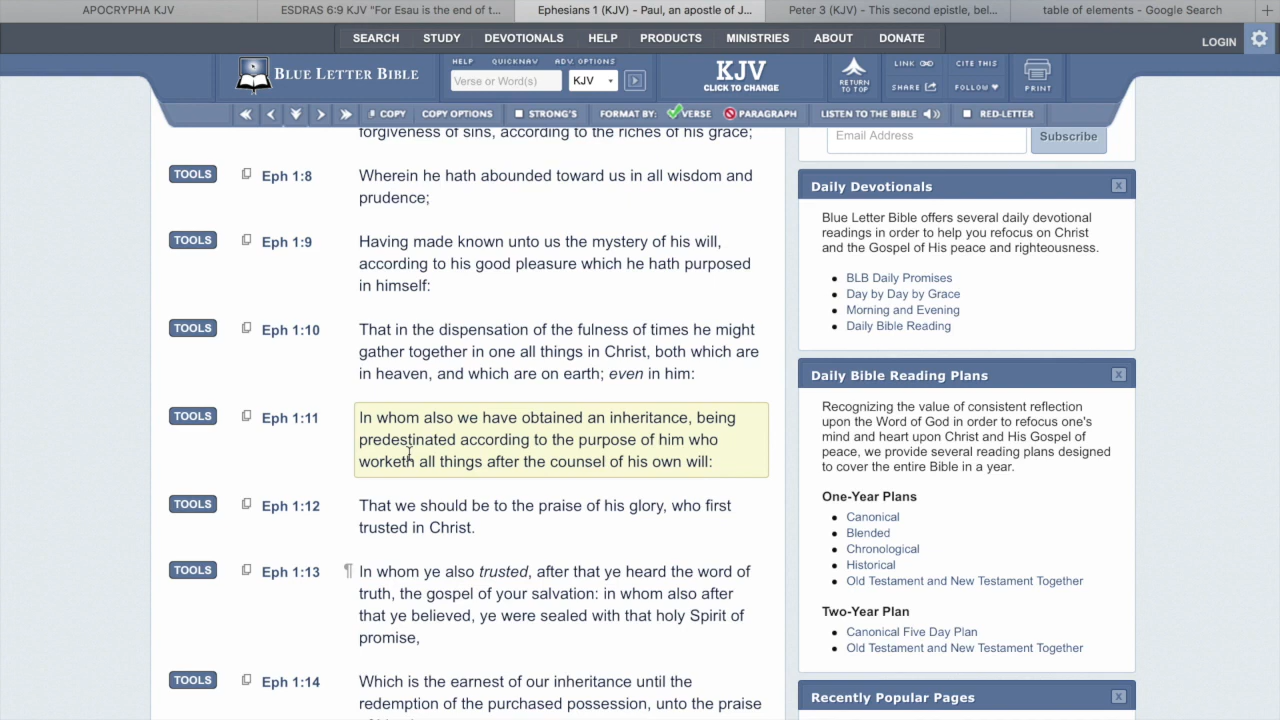 APOCRYPHA KJV
ESDRAS 6:9 KJV "For Esau is the end of t...
Ephesians 1 (KJV) - Paul, an apostle of J...
Peter 3 (KJV) - This second epistle, bel...
table of elements - Google Search
SEARCH STUDY DEVOTIONALS HELP PRODUCTS MINISTRIES ABOUT DONATE
LOGIN
BLUE LETTER BIBLE
HELP QUICKNAV ADV. OPTIONS
Verse or Word(s) KJV
KJV
CLICK TO CHANGE
RETURN
TO TOP
LINK CITE THIS
SHARE FOLLOW
PRINT
COPY COPY OPTIONS STRONG'S FORMAT BY: VERSE PARAGRAPH LISTEN TO THE BIBLE RED-LETTER
forgiveness of sins, according to the riches of his grace;
TOOLS Eph 1:8 Wherein he hath abounded toward us in all wisdom and
prudence;
TOOLS Eph 1:9 Having made known unto us the mystery of his will,
according to his good pleasure which he hath purposed
in himself:
TOOLS Eph 1:10 That in the dispensation of the fulness of times he might
gather together in one all things in Christ, both which are
in heaven, and which are on earth; even in him:
TOOLS Eph 1:11 In whom also we have obtained an inheritance, being
predestinated according to the purpose of him who
worketh all things after the counsel of his own will:
TOOLS Eph 1:12 That we should be to the praise of his glory, who first
trusted in Christ.
TOOLS Eph 1:13 ¶ In whom ye also trusted, after that ye heard the word of
truth, the gospel of your salvation: in whom also after
that ye believed, ye were sealed with that holy Spirit of
promise,
TOOLS Eph 1:14 Which is the earnest of our inheritance until the
redemption of the purchased possession, unto the praise
Email Address Subscribe
Daily Devotionals X
Blue Letter Bible offers several daily devotional
readings in order to help you refocus on Christ
and the Gospel of His peace and righteousness.
BLB Daily Promises
Day by Day by Grace
Morning and Evening
Daily Bible Reading
Daily Bible Reading Plans X
Recognizing the value of consistent reflection
upon the Word of God in order to refocus one's
mind and heart upon Christ and His Gospel of
peace, we provide several reading plans designed
to cover the entire Bible in a year.
One-Year Plans
Canonical
Blended
Chronological
Historical
Old Testament and New Testament Together
Two-Year Plan
Canonical Five Day Plan
Old Testament and New Testament Together
Recently Popular Pages X